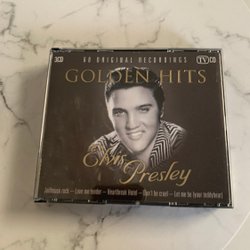 3CD
60 ORIGINAL RECORDINGS
TV CD
GOLDEN HITS
Elvis Presley
Jailhouse rock – Love me tender – Heartbreak Hotel – Don't be cruel – Let me be (your teddybear)